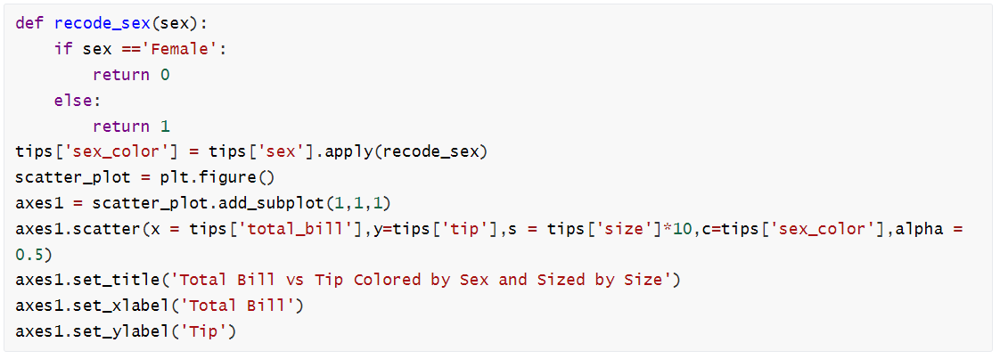 def recode_sex(sex):
    if sex =='Female':
        return 0
    else:
        return 1
tips['sex_color'] = tips['sex'].apply(recode_sex)
scatter_plot = plt.figure()
axes1 = scatter_plot.add_subplot(1,1,1)
axes1.scatter(x = tips['total_bill'],y=tips['tip'],s = tips['size']*10,c=tips['sex_color'],alpha =
0.5)
axes1.set_title('Total Bill vs Tip Colored by Sex and Sized by Size')
axes1.set_xlabel('Total Bill')
axes1.set_ylabel('Tip')